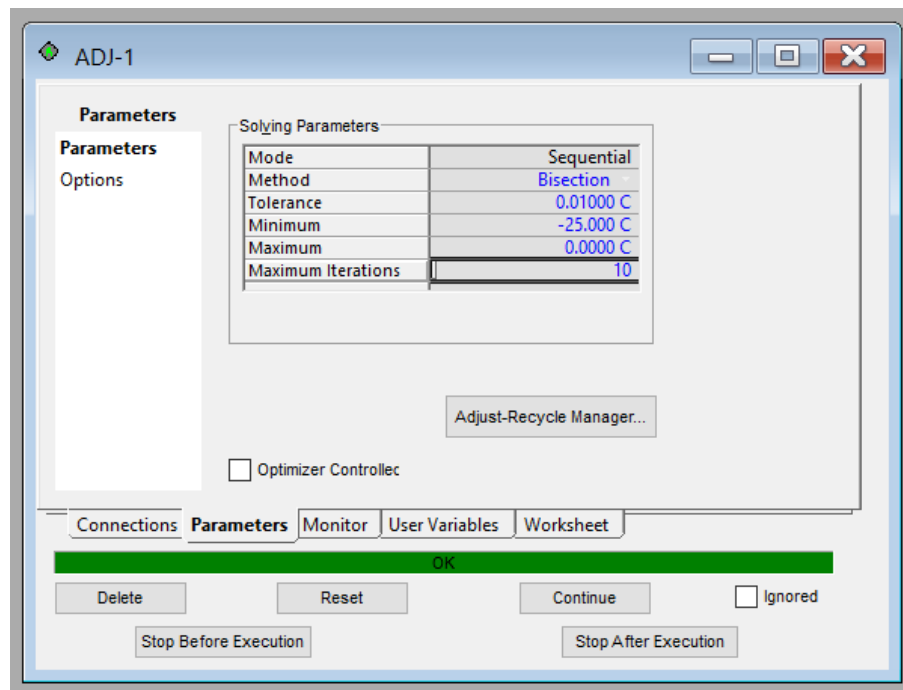 ADJ-1
Parameters
Parameters
Options
Solving Parameters
Mode Sequential
Method Bisection
Tolerance 0.01000 C
Minimum -25.000 C
Maximum 0.0000 C
Maximum Iterations 10
Adjust-Recycle Manager...
Optimizer Controllec
Connections Parameters Monitor User Variables Worksheet
OK
Delete Reset Continue Ignored
Stop Before Execution Stop After Execution